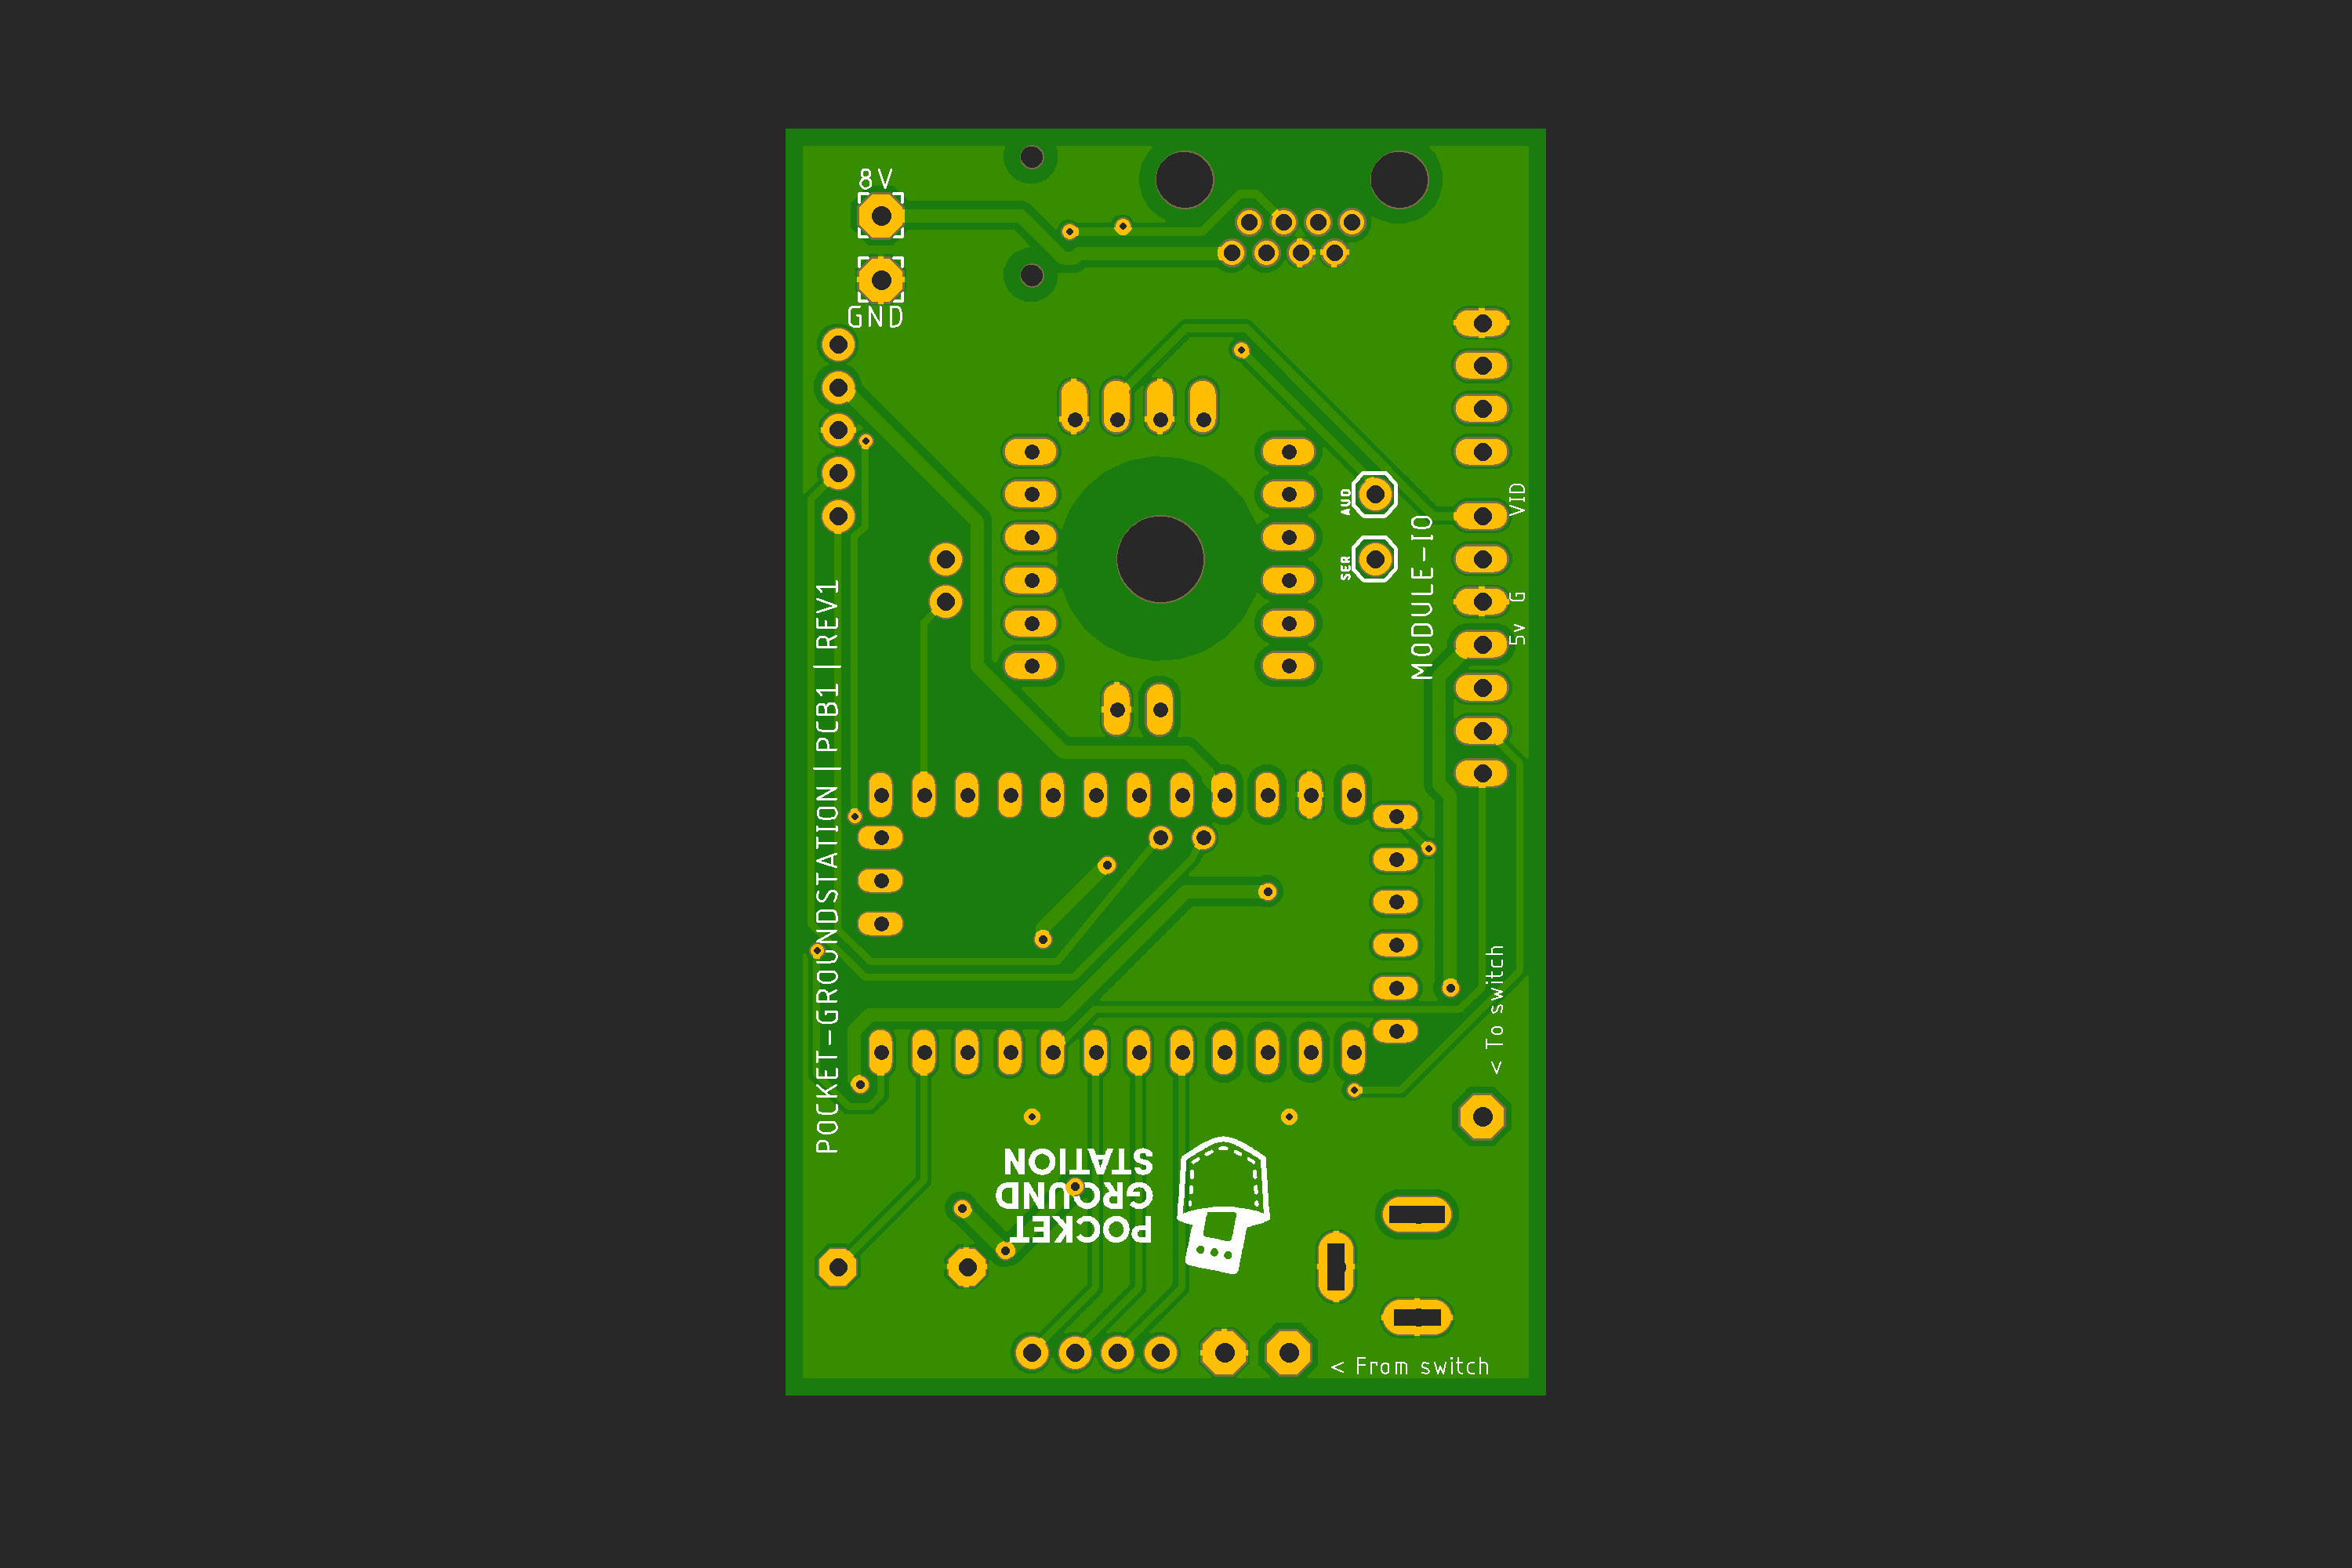 8V
GND
AUD
SER
VID
G
5v
MODULE-IO
POCKET-GROUNDSTATION|PCB1|REV1
< To switch
POCKET
GROUND
STATION
< From switch